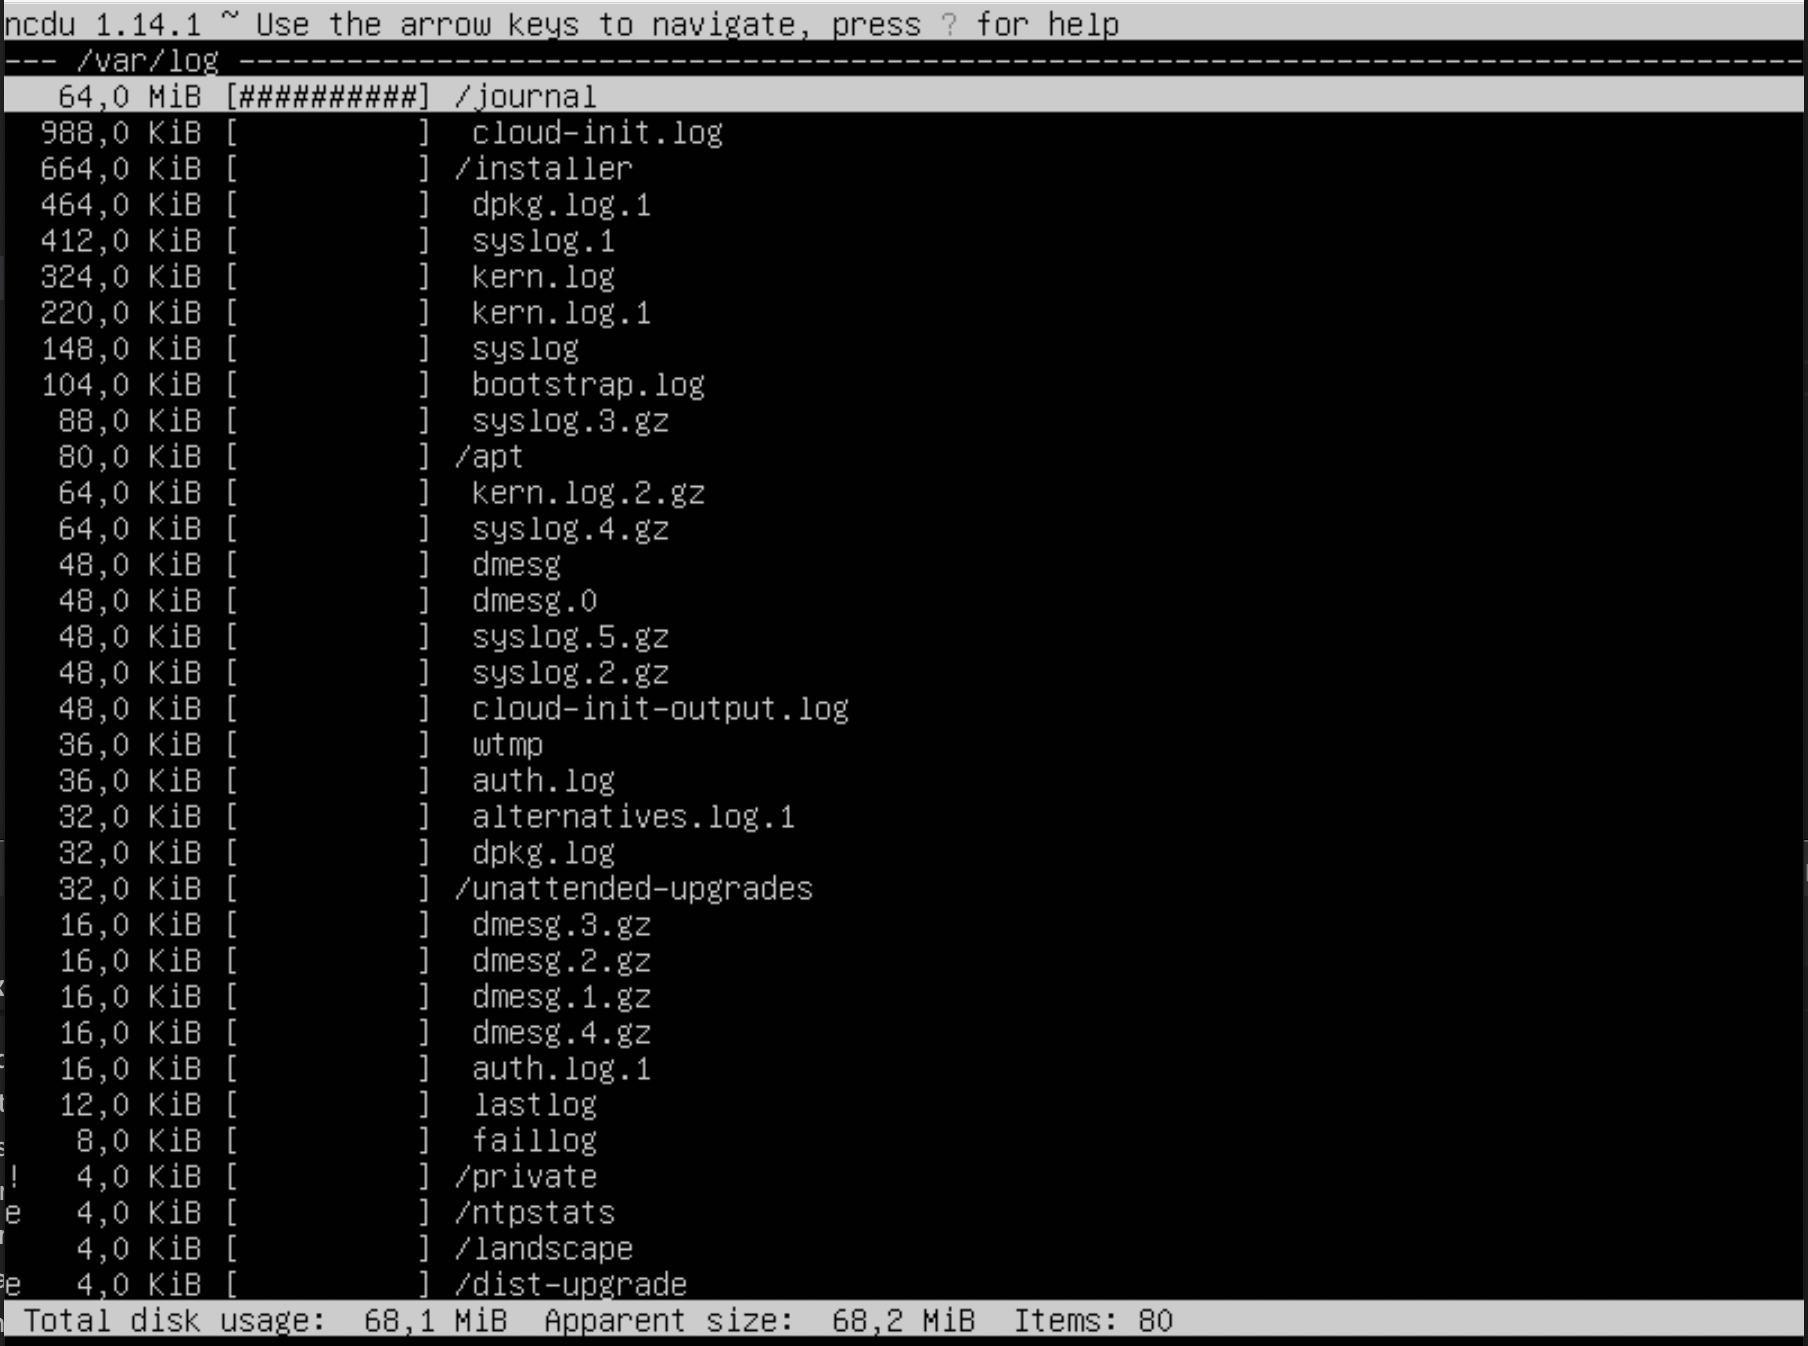 ncdu 1.14.1 ~ Use the arrow keys to navigate, press ? for help
--- /var/log ---------------------------------------------------------------------------------------
   64,0 MiB [##########] /journal
  988,0 KiB [          ]  cloud-init.log
  664,0 KiB [          ] /installer
  464,0 KiB [          ]  dpkg.log.1
  412,0 KiB [          ]  syslog.1
  324,0 KiB [          ]  kern.log
  220,0 KiB [          ]  kern.log.1
  148,0 KiB [          ]  syslog
  104,0 KiB [          ]  bootstrap.log
   88,0 KiB [          ]  syslog.3.gz
   80,0 KiB [          ] /apt
   64,0 KiB [          ]  kern.log.2.gz
   64,0 KiB [          ]  syslog.4.gz
   48,0 KiB [          ]  dmesg
   48,0 KiB [          ]  dmesg.0
   48,0 KiB [          ]  syslog.5.gz
   48,0 KiB [          ]  syslog.2.gz
   48,0 KiB [          ]  cloud-init-output.log
   36,0 KiB [          ]  wtmp
   36,0 KiB [          ]  auth.log
   32,0 KiB [          ]  alternatives.log.1
   32,0 KiB [          ]  dpkg.log
   32,0 KiB [          ] /unattended-upgrades
   16,0 KiB [          ]  dmesg.3.gz
   16,0 KiB [          ]  dmesg.2.gz
   16,0 KiB [          ]  dmesg.1.gz
   16,0 KiB [          ]  dmesg.4.gz
   16,0 KiB [          ]  auth.log.1
   12,0 KiB [          ]  lastlog
    8,0 KiB [          ]  faillog
!   4,0 KiB [          ] /private
e   4,0 KiB [          ] /ntpstats
    4,0 KiB [          ] /landscape
e   4,0 KiB [          ] /dist-upgrade
 Total disk usage:  68,1 MiB  Apparent size:  68,2 MiB  Items: 80